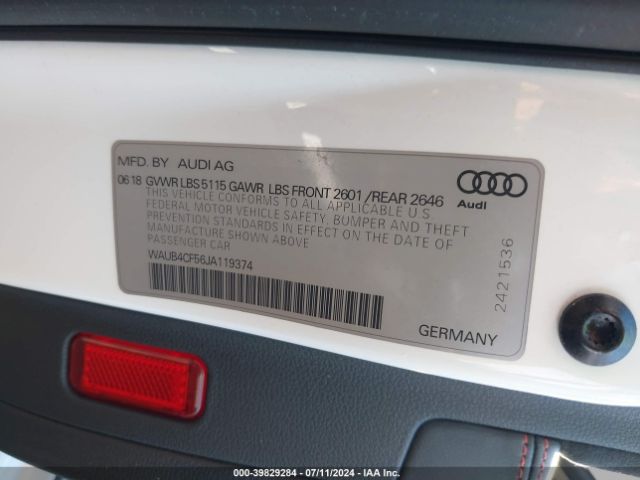 MFD. BY AUDI AG
06 18 GVWR LBS 5115 GAWR LBS FRONT 2601 /REAR 2646
THIS VEHICLE CONFORMS TO ALL APPLICABLE U S
FEDERAL MOTOR VEHICLE SAFETY, BUMPER AND THEFT
PREVENTION STANDARDS IN EFFECT ON THE DATE OF
MANUFACTURE SHOWN ABOVE
PASSENGER CAR
WAUB4CF56JA119374
Audi
2421536
GERMANY
000-39829284 | 07/11/2024 | IAA Inc.